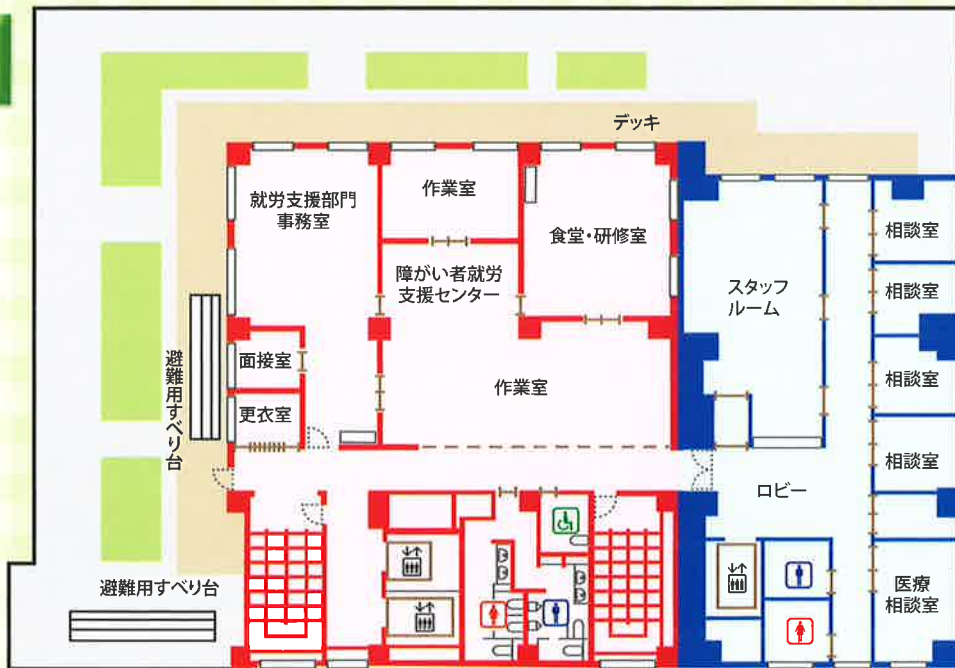 デッキ
就労支援部門
事務室
作業室
食堂・研修室
相談室
障がい者就労
支援センター
スタッフ
ルーム
相談室
面接室
作業室
相談室
更衣室
避難用すべり台
相談室
ロビー
避難用すべり台
医療
相談室